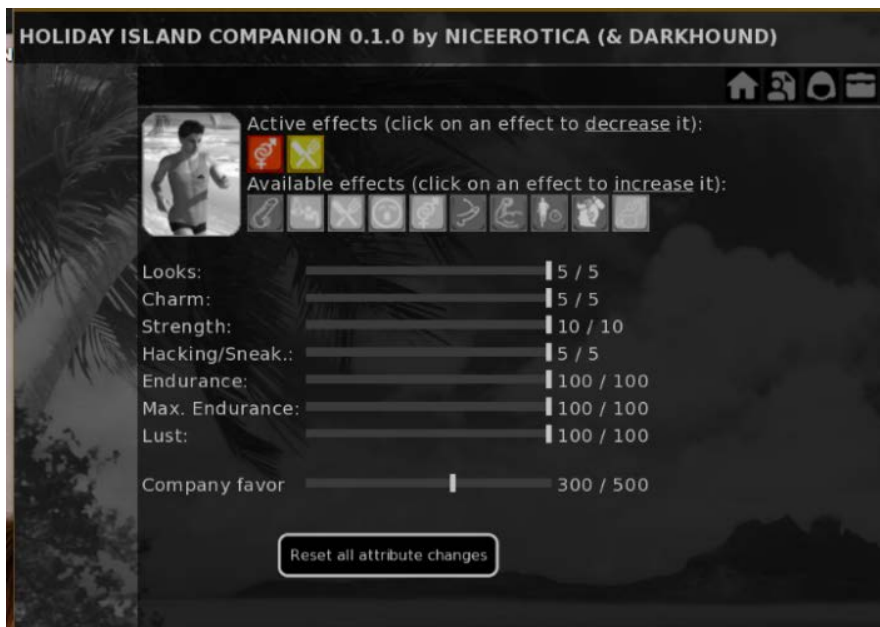 HOLIDAY ISLAND COMPANION 0.1.0 by NICEEROTICA (& DARKHOUND)
Active effects (click on an effect to decrease it):
Available effects (click on an effect to increase it):
Looks: 5 / 5
Charm: 5 / 5
Strength: 10 / 10
Hacking/Sneak.: 5 / 5
Endurance: 100 / 100
Max. Endurance: 100 / 100
Lust: 100 / 100
Company favor 300 / 500
Reset all attribute changes